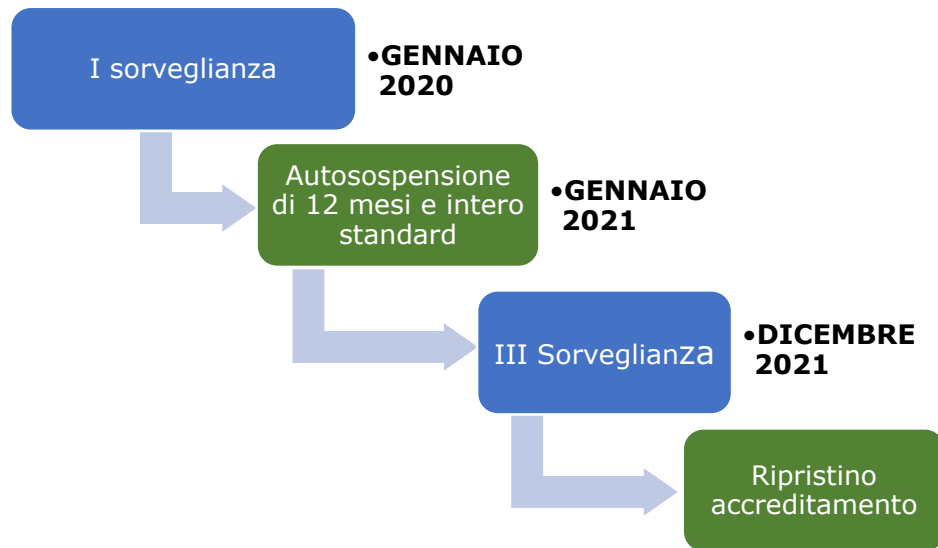 I sorveglianza
•GENNAIO
2020
Autosospensione
di 12 mesi e intero
standard
•GENNAIO
2021
III Sorveglianza
•DICEMBRE
2021
Ripristino
accreditamento